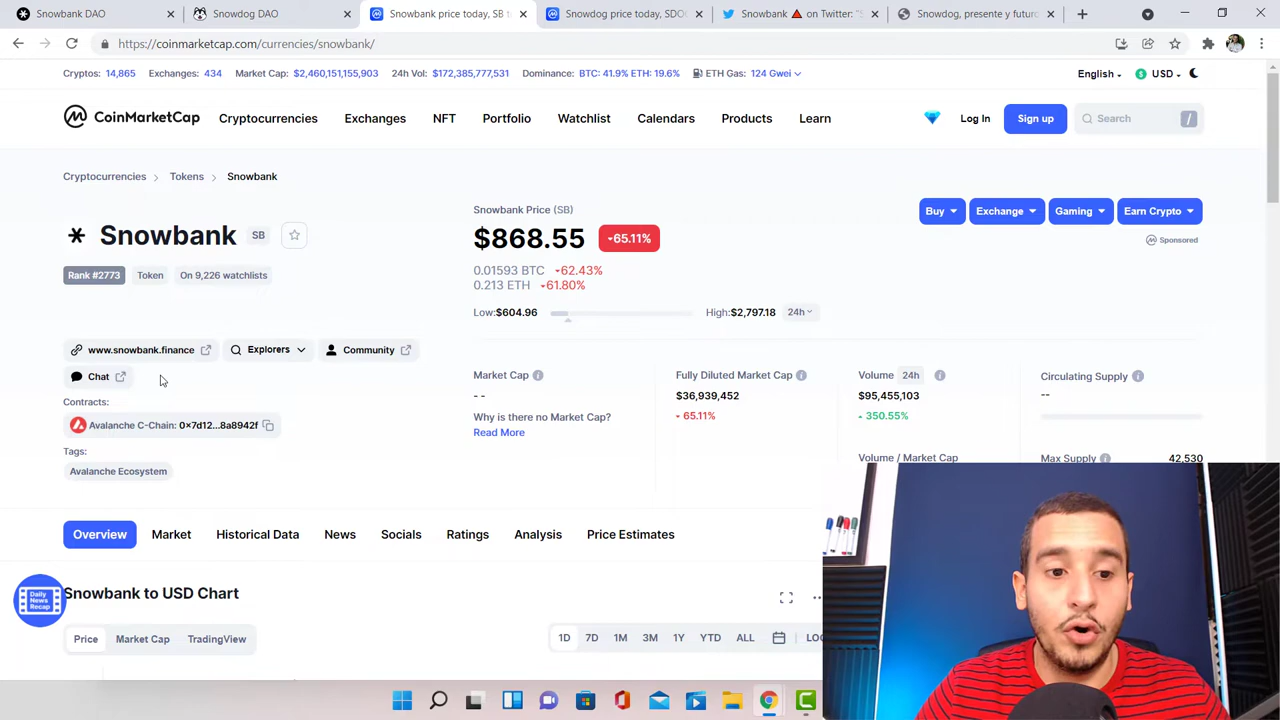 Snowbank DAO
Snowdog DAO
Snowbank price today, SB t
Snowdog price today, SDO
Snowbank 🔺 on Twitter: "S
Snowdog, presente y futuro
https://coinmarketcap.com/currencies/snowbank/
Cryptos: 14,865 Exchanges: 434 Market Cap: $2,460,151,155,903 24h Vol: $172,385,777,531 Dominance: BTC: 41.9% ETH: 19.6% ETH Gas: 124 Gwei
English USD
CoinMarketCap
Cryptocurrencies Exchanges NFT Portfolio Watchlist Calendars Products Learn
Log In Sign up Search /
Cryptocurrencies > Tokens > Snowbank
Snowbank SB
Rank #2773 Token On 9,226 watchlists
Snowbank Price (SB)
$868.55 65.11%
0.01593 BTC 62.43%
0.213 ETH 61.80%
Low: $604.96 High: $2,797.18 24h
Buy Exchange Gaming Earn Crypto
Sponsored
www.snowbank.finance Explorers Community
Chat
Contracts:
Avalanche C-Chain: 0x7d12...8a8942f
Tags:
Avalanche Ecosystem
Market Cap
- -
Why is there no Market Cap?
Read More
Fully Diluted Market Cap
$36,939,452
65.11%
Volume 24h
$95,455,103
350.55%
Volume / Market Cap
Circulating Supply
--
Max Supply 42,530
Overview Market Historical Data News Socials Ratings Analysis Price Estimates
Daily
News
Recap
Snowbank to USD Chart
Price Market Cap TradingView
1D 7D 1M 3M 1Y YTD ALL LOG